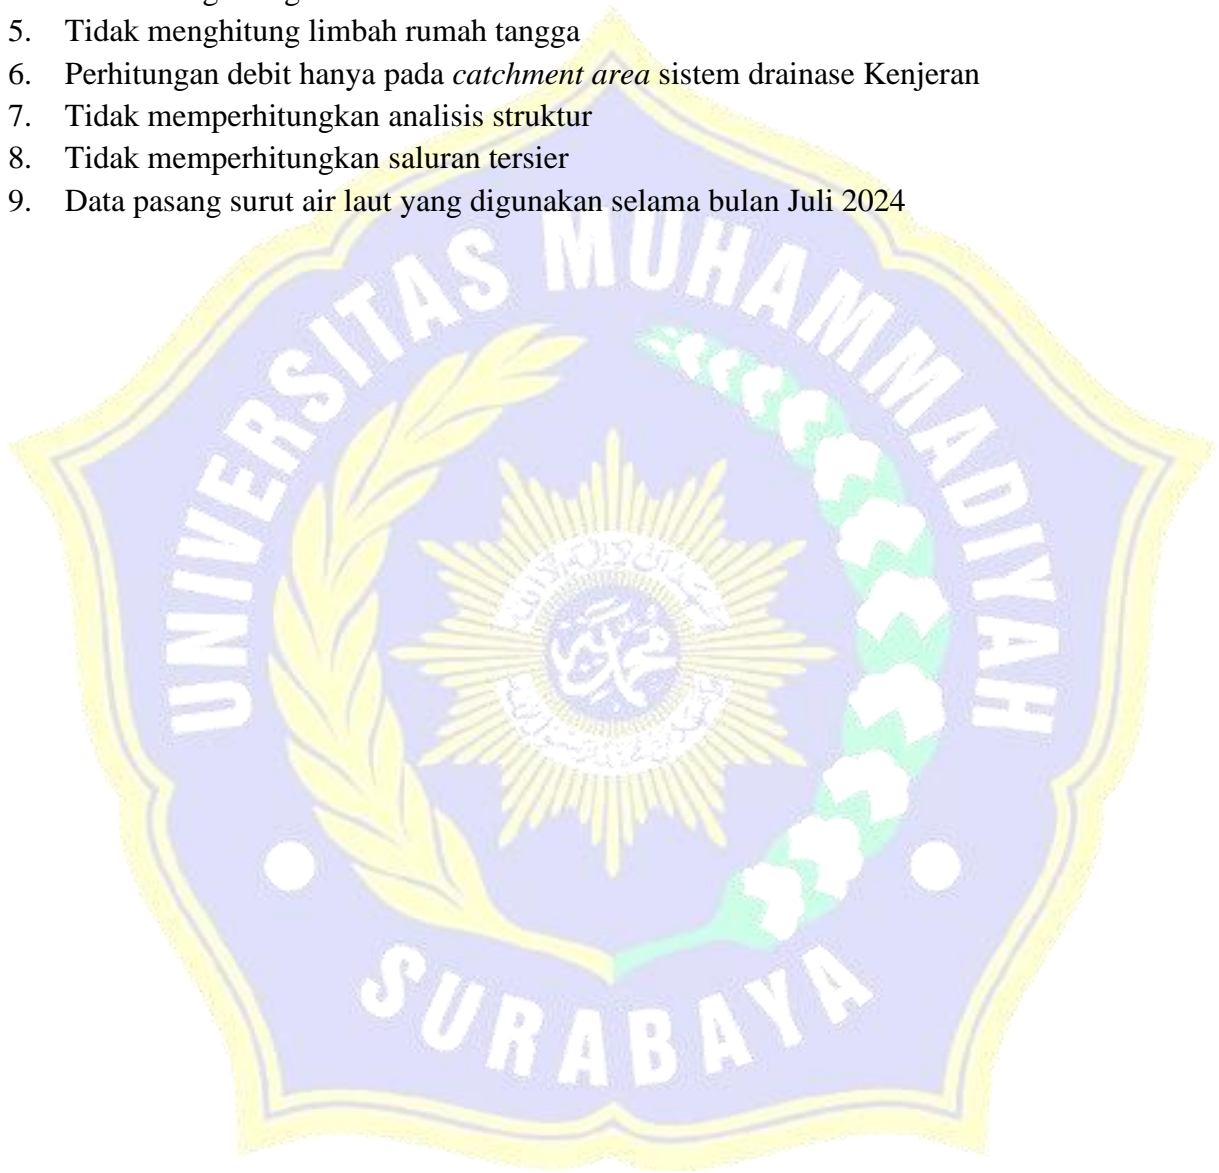 5. Tidak menghitung limbah rumah tangga
6. Perhitungan debit hanya pada catchment area sistem drainase Kenjeran
7. Tidak memperhitungkan analisis struktur
8. Tidak memperhitungkan saluran tersier
9. Data pasang surut air laut yang digunakan selama bulan Juli 2024
UNIVERSITAS MUHAMMADIYAH
SURABAYA